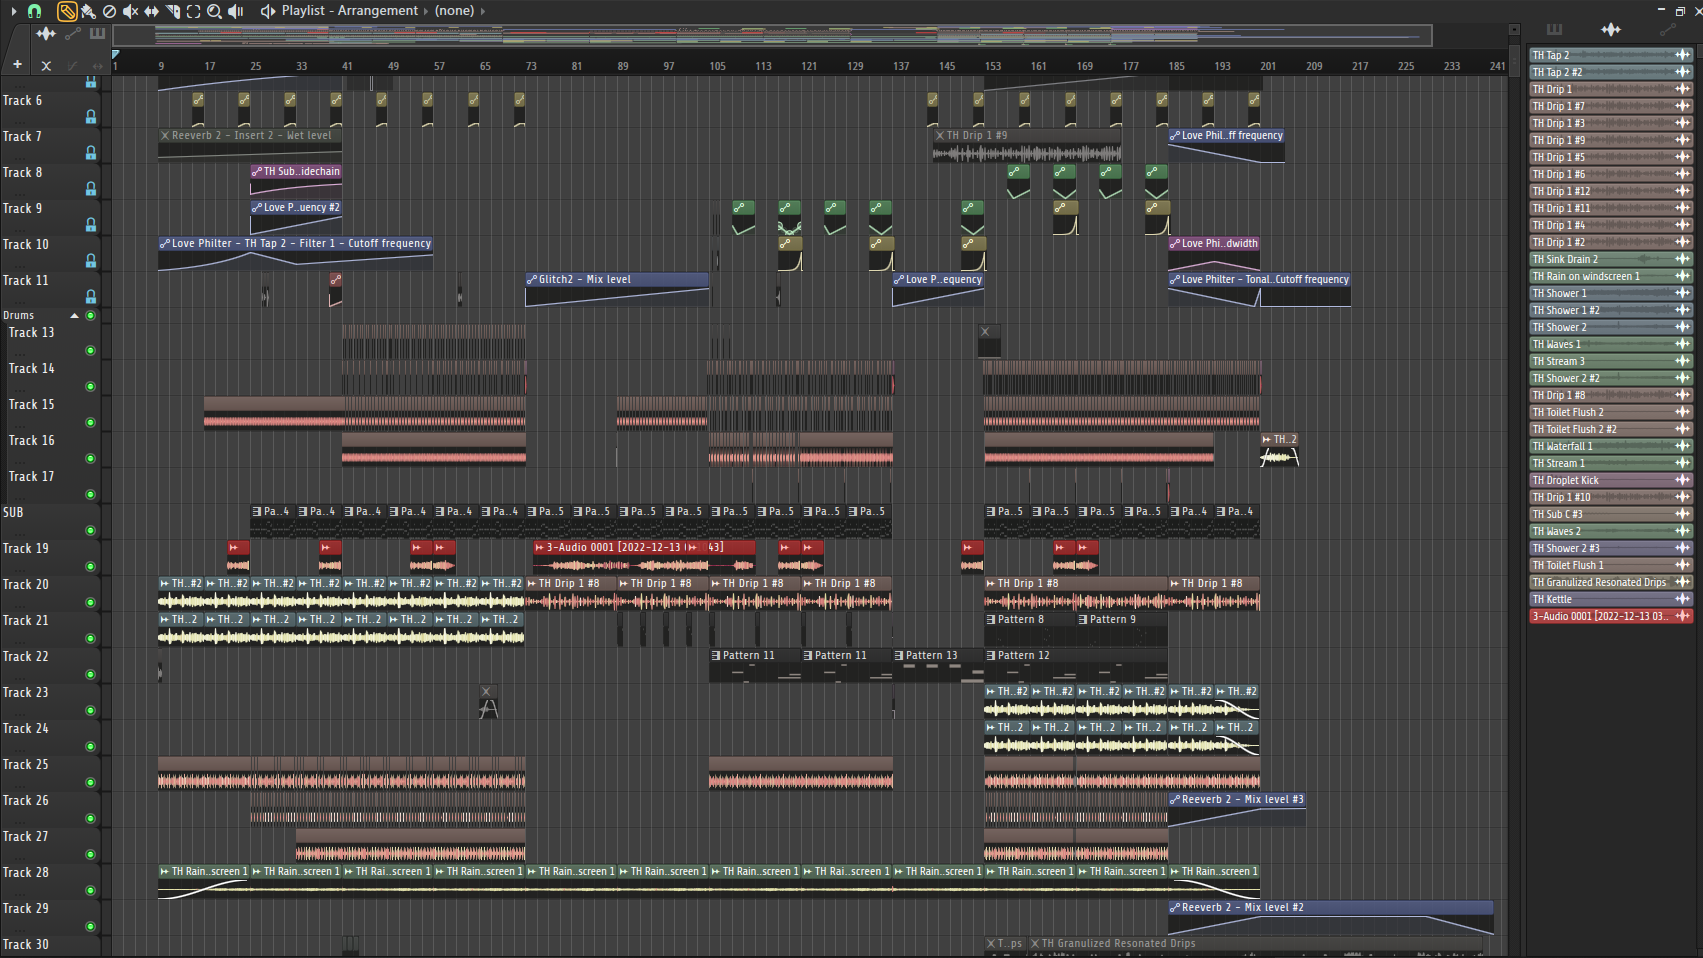 Playlist - Arrangement › (none) ›
1 9 17 25 33 41 49 57 65 73 81 89 97 105 113 121 129 137 145 153 161 169 177 185 193 201 209 217 225 233 241
Track 6
Track 7
Reeverb 2 - Insert 2 - Wet level
TH Drip 1 #9
Love Phil..ff frequency
Track 8
TH Sub..idechain
Track 9
Love P..uency #2
Track 10
Love Philter - TH Tap 2 - Filter 1 - Cutoff frequency
Love Phi..dwidth
Track 11
Glitch2 - Mix level
Love P..equency
Love Philter - Tonal..Cutoff frequency
Drums
Track 13
Track 14
Track 15
Track 16
TH..2
Track 17
SUB
Pa..4 Pa..4 Pa..4 Pa..4 Pa..4 Pa..4 Pa..5 Pa..5 Pa..5 Pa..5 Pa..5 Pa..5 Pa..5 Pa..5 Pa..5 Pa..5 Pa..5 Pa..5 Pa..4 Pa..4
Track 19
3-Audio 0001 [2022-12-13 43]
Track 20
TH..#2 TH..#2 TH..#2 TH..#2 TH..#2 TH..#2 TH..#2 TH..#2 TH Drip 1 #8 TH Drip 1 #8 TH Drip 1 #8 TH Drip 1 #8 TH Drip 1 #8 TH Drip 1 #8
Track 21
TH..2 TH..2 TH..2 TH..2 TH..2 TH..2 TH..2 TH..2 Pattern 8 Pattern 9
Track 22
Pattern 11 Pattern 11 Pattern 13 Pattern 12
Track 23
TH..#2 TH..#2 TH..#2 TH..#2 TH..#2 TH..#2
Track 24
TH..2 TH..2 TH..2 TH..2 TH..2 TH..2
Track 25
Track 26
Reeverb 2 - Mix level #3
Track 27
Track 28
TH Rain..screen 1 TH Rain..screen 1 TH Rai..screen 1 TH Rain..screen 1 TH Rain..screen 1 TH Rain..screen 1 TH Rain..screen 1 TH Rai..screen 1 TH Rain..screen 1 TH Rain..screen 1 TH Rain..screen 1 TH Rain..screen 1
Track 29
Reeverb 2 - Mix level #2
Track 30
T..ps TH Granulized Resonated Drips
TH Tap 2
TH Tap 2 #2
TH Drip 1
TH Drip 1 #7
TH Drip 1 #3
TH Drip 1 #9
TH Drip 1 #5
TH Drip 1 #6
TH Drip 1 #12
TH Drip 1 #11
TH Drip 1 #4
TH Drip 1 #2
TH Sink Drain 2
TH Rain on windscreen 1
TH Shower 1
TH Shower 1 #2
TH Shower 2
TH Waves 1
TH Stream 3
TH Shower 2 #2
TH Drip 1 #8
TH Toilet Flush 2
TH Toilet Flush 2 #2
TH Waterfall 1
TH Stream 1
TH Droplet Kick
TH Drip 1 #10
TH Sub C #3
TH Waves 2
TH Shower 2 #3
TH Toilet Flush 1
TH Granulized Resonated Drips
TH Kettle
3-Audio 0001 [2022-12-13 03..